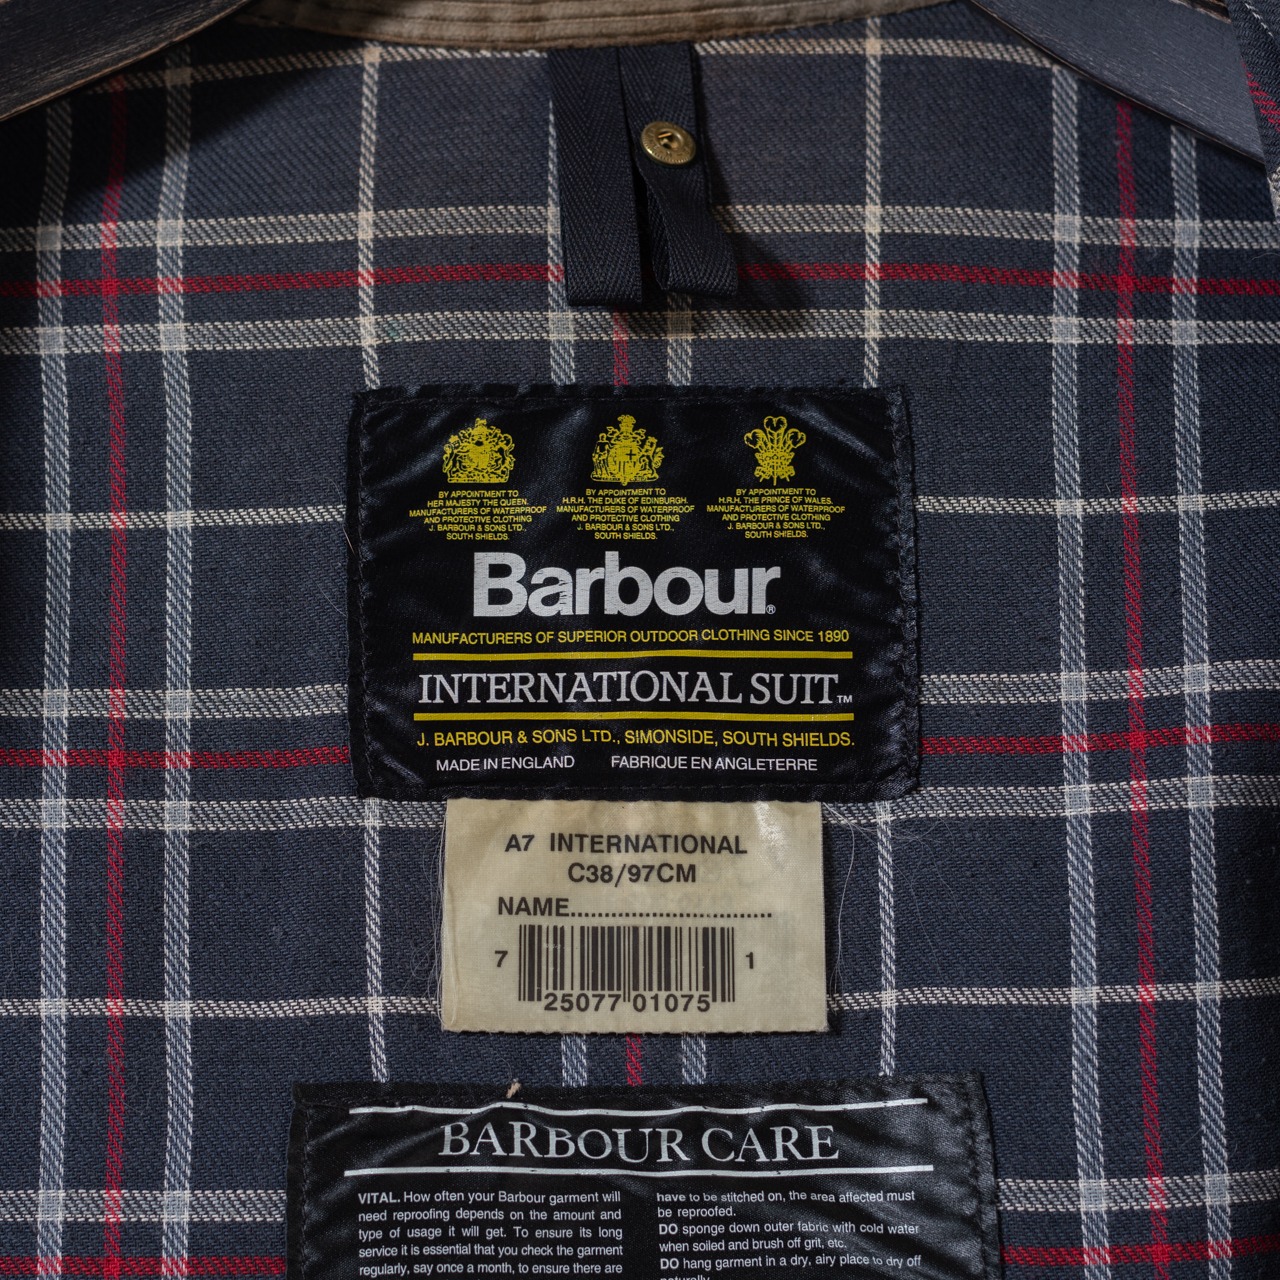 BY APPOINTMENT TO
HER MAJESTY THE QUEEN.
MANUFACTURERS OF WATERPROOF
AND PROTECTIVE CLOTHING
J. BARBOUR & SONS LTD.,
SOUTH SHIELDS.
BY APPOINTMENT TO
H.R.H. THE DUKE OF EDINBURGH.
MANUFACTURERS OF WATERPROOF
AND PROTECTIVE CLOTHING
J. BARBOUR & SONS LTD.,
SOUTH SHIELDS.
BY APPOINTMENT TO
H.R.H. THE PRINCE OF WALES.
MANUFACTURERS OF WATERPROOF
AND PROTECTIVE CLOTHING
J. BARBOUR & SONS LTD.,
SOUTH SHIELDS.
Barbour®
MANUFACTURERS OF SUPERIOR OUTDOOR CLOTHING SINCE 1890
INTERNATIONAL SUIT™
J. BARBOUR & SONS LTD., SIMONSIDE, SOUTH SHIELDS.
MADE IN ENGLAND FABRIQUE EN ANGLETERRE
A7 INTERNATIONAL
C38/97CM
NAME..............................
7 25077 01075 1
BARBOUR CARE
VITAL. How often your Barbour garment will
need reproofing depends on the amount and
type of usage it will get. To ensure its long
service it is essential that you check the garment
regularly, say once a month, to ensure there are
have to be stitched on, the area affected must
be reproofed.
DO sponge down outer fabric with cold water
when soiled and brush off grit, etc.
DO hang garment in a dry, airy place to dry off
naturally.